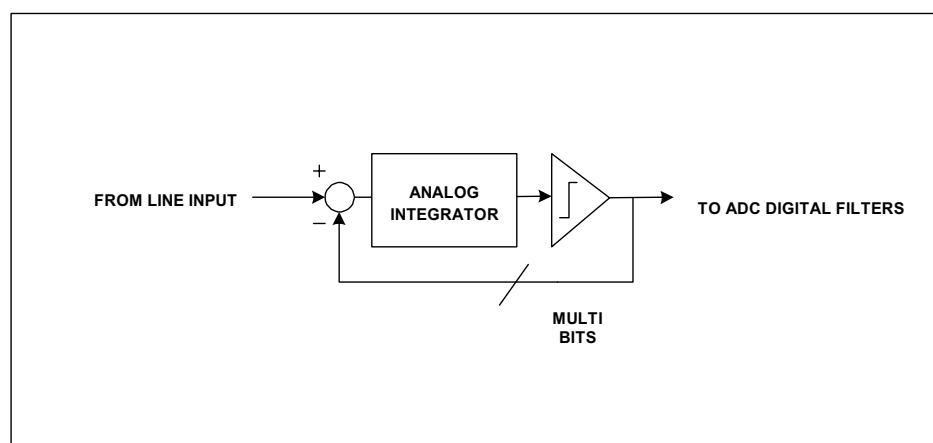 +
FROM LINE INPUT
−
ANALOG
INTEGRATOR
TO ADC DIGITAL FILTERS
MULTI
BITS